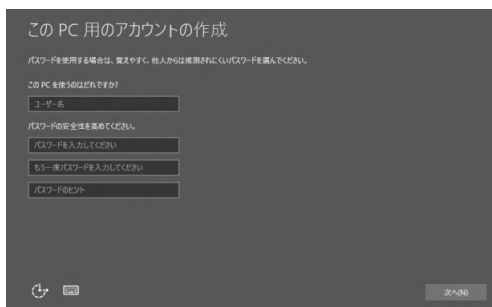 この PC 用のアカウントの作成
パスワードを使用する場合は、覚えやすく、他人からは推測されにくいパスワードを選んでください。
この PC を使うのはだれですか?
ユーザー名
パスワードの安全性を高めてください。
パスワードを入力してください
もう一度パスワードを入力してください
パスワードのヒント
次へ(N)